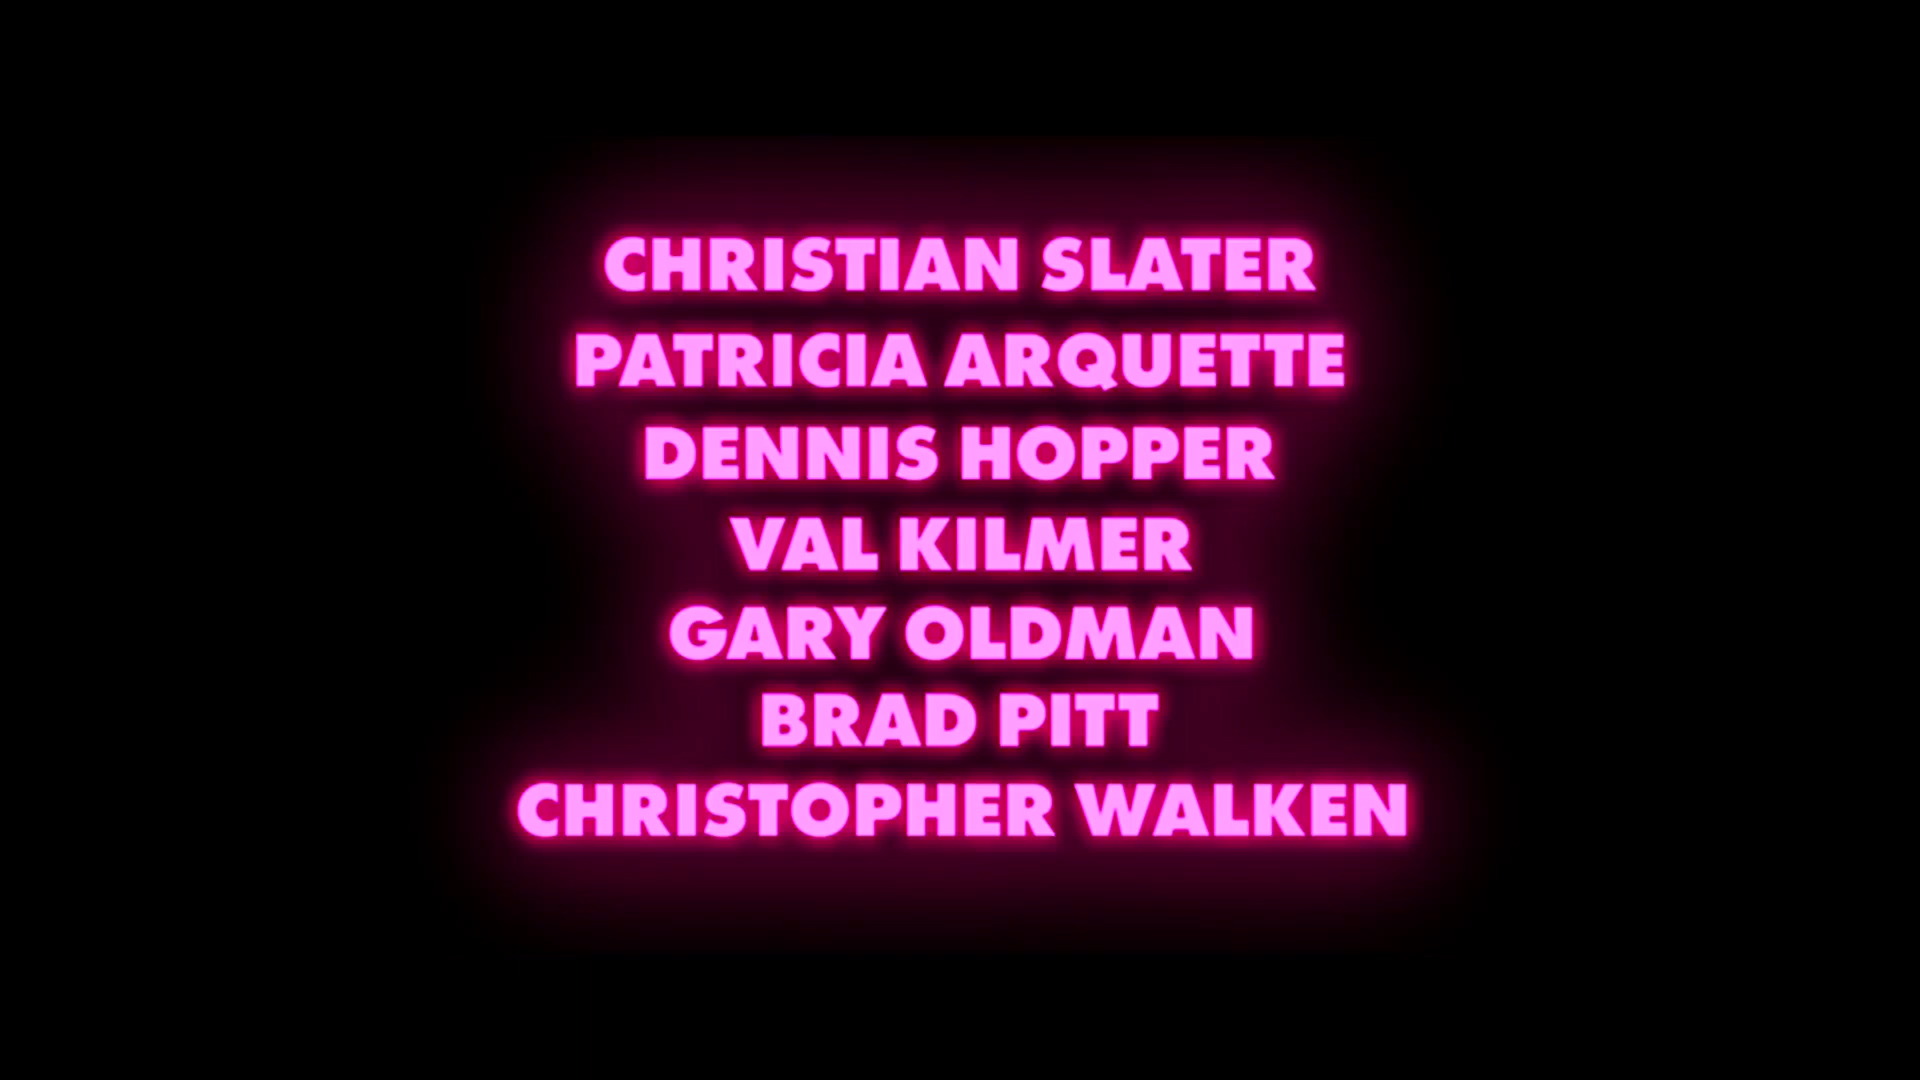 CHRISTIAN SLATER
PATRICIA ARQUETTE
DENNIS HOPPER
VAL KILMER
GARY OLDMAN
BRAD PITT
CHRISTOPHER WALKEN